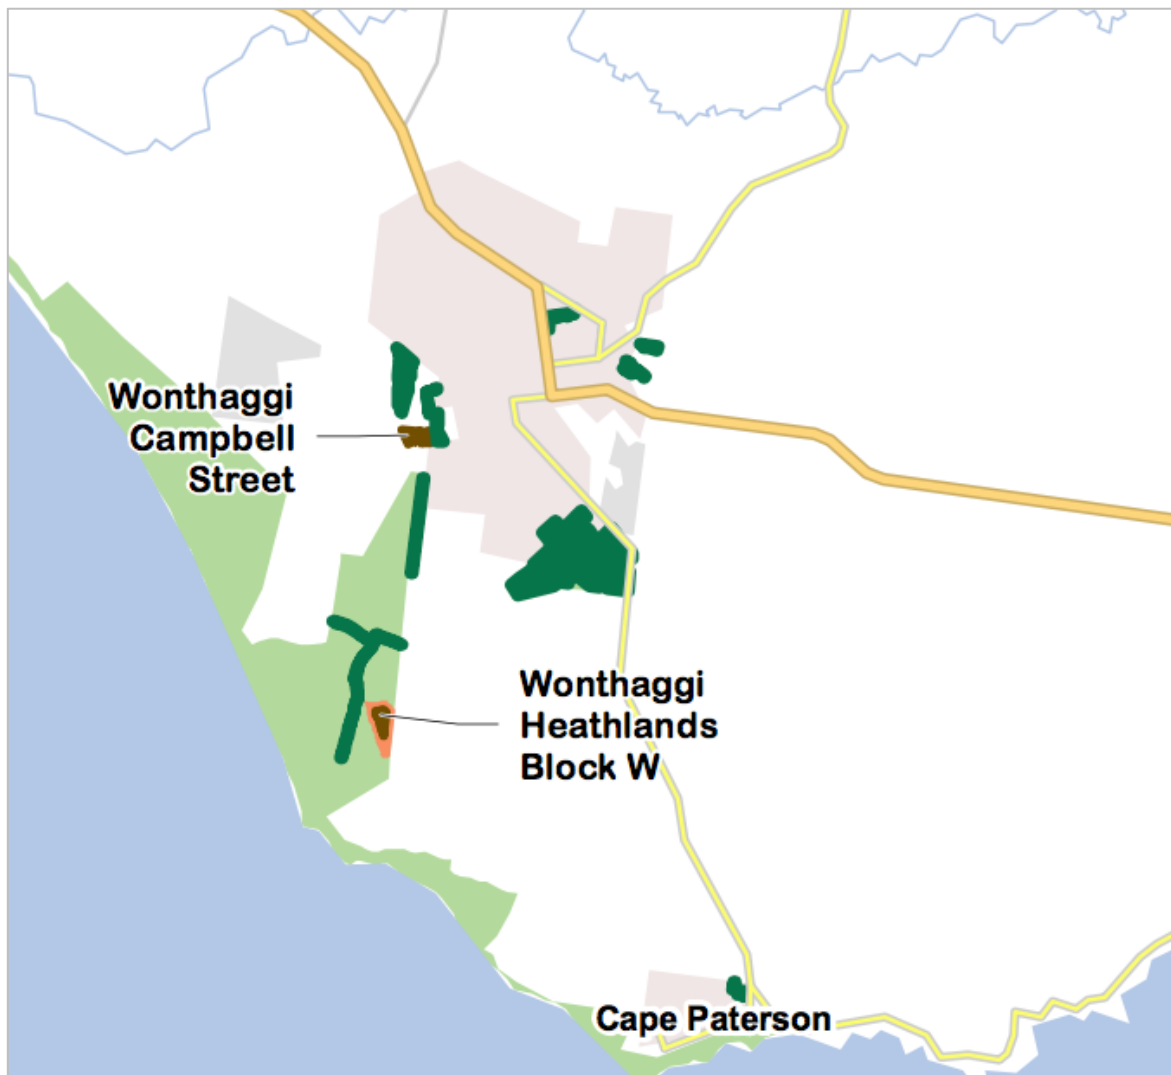 Wonthaggi
Campbell
Street
Wonthaggi
Heathlands
Block W
Cape Paterson